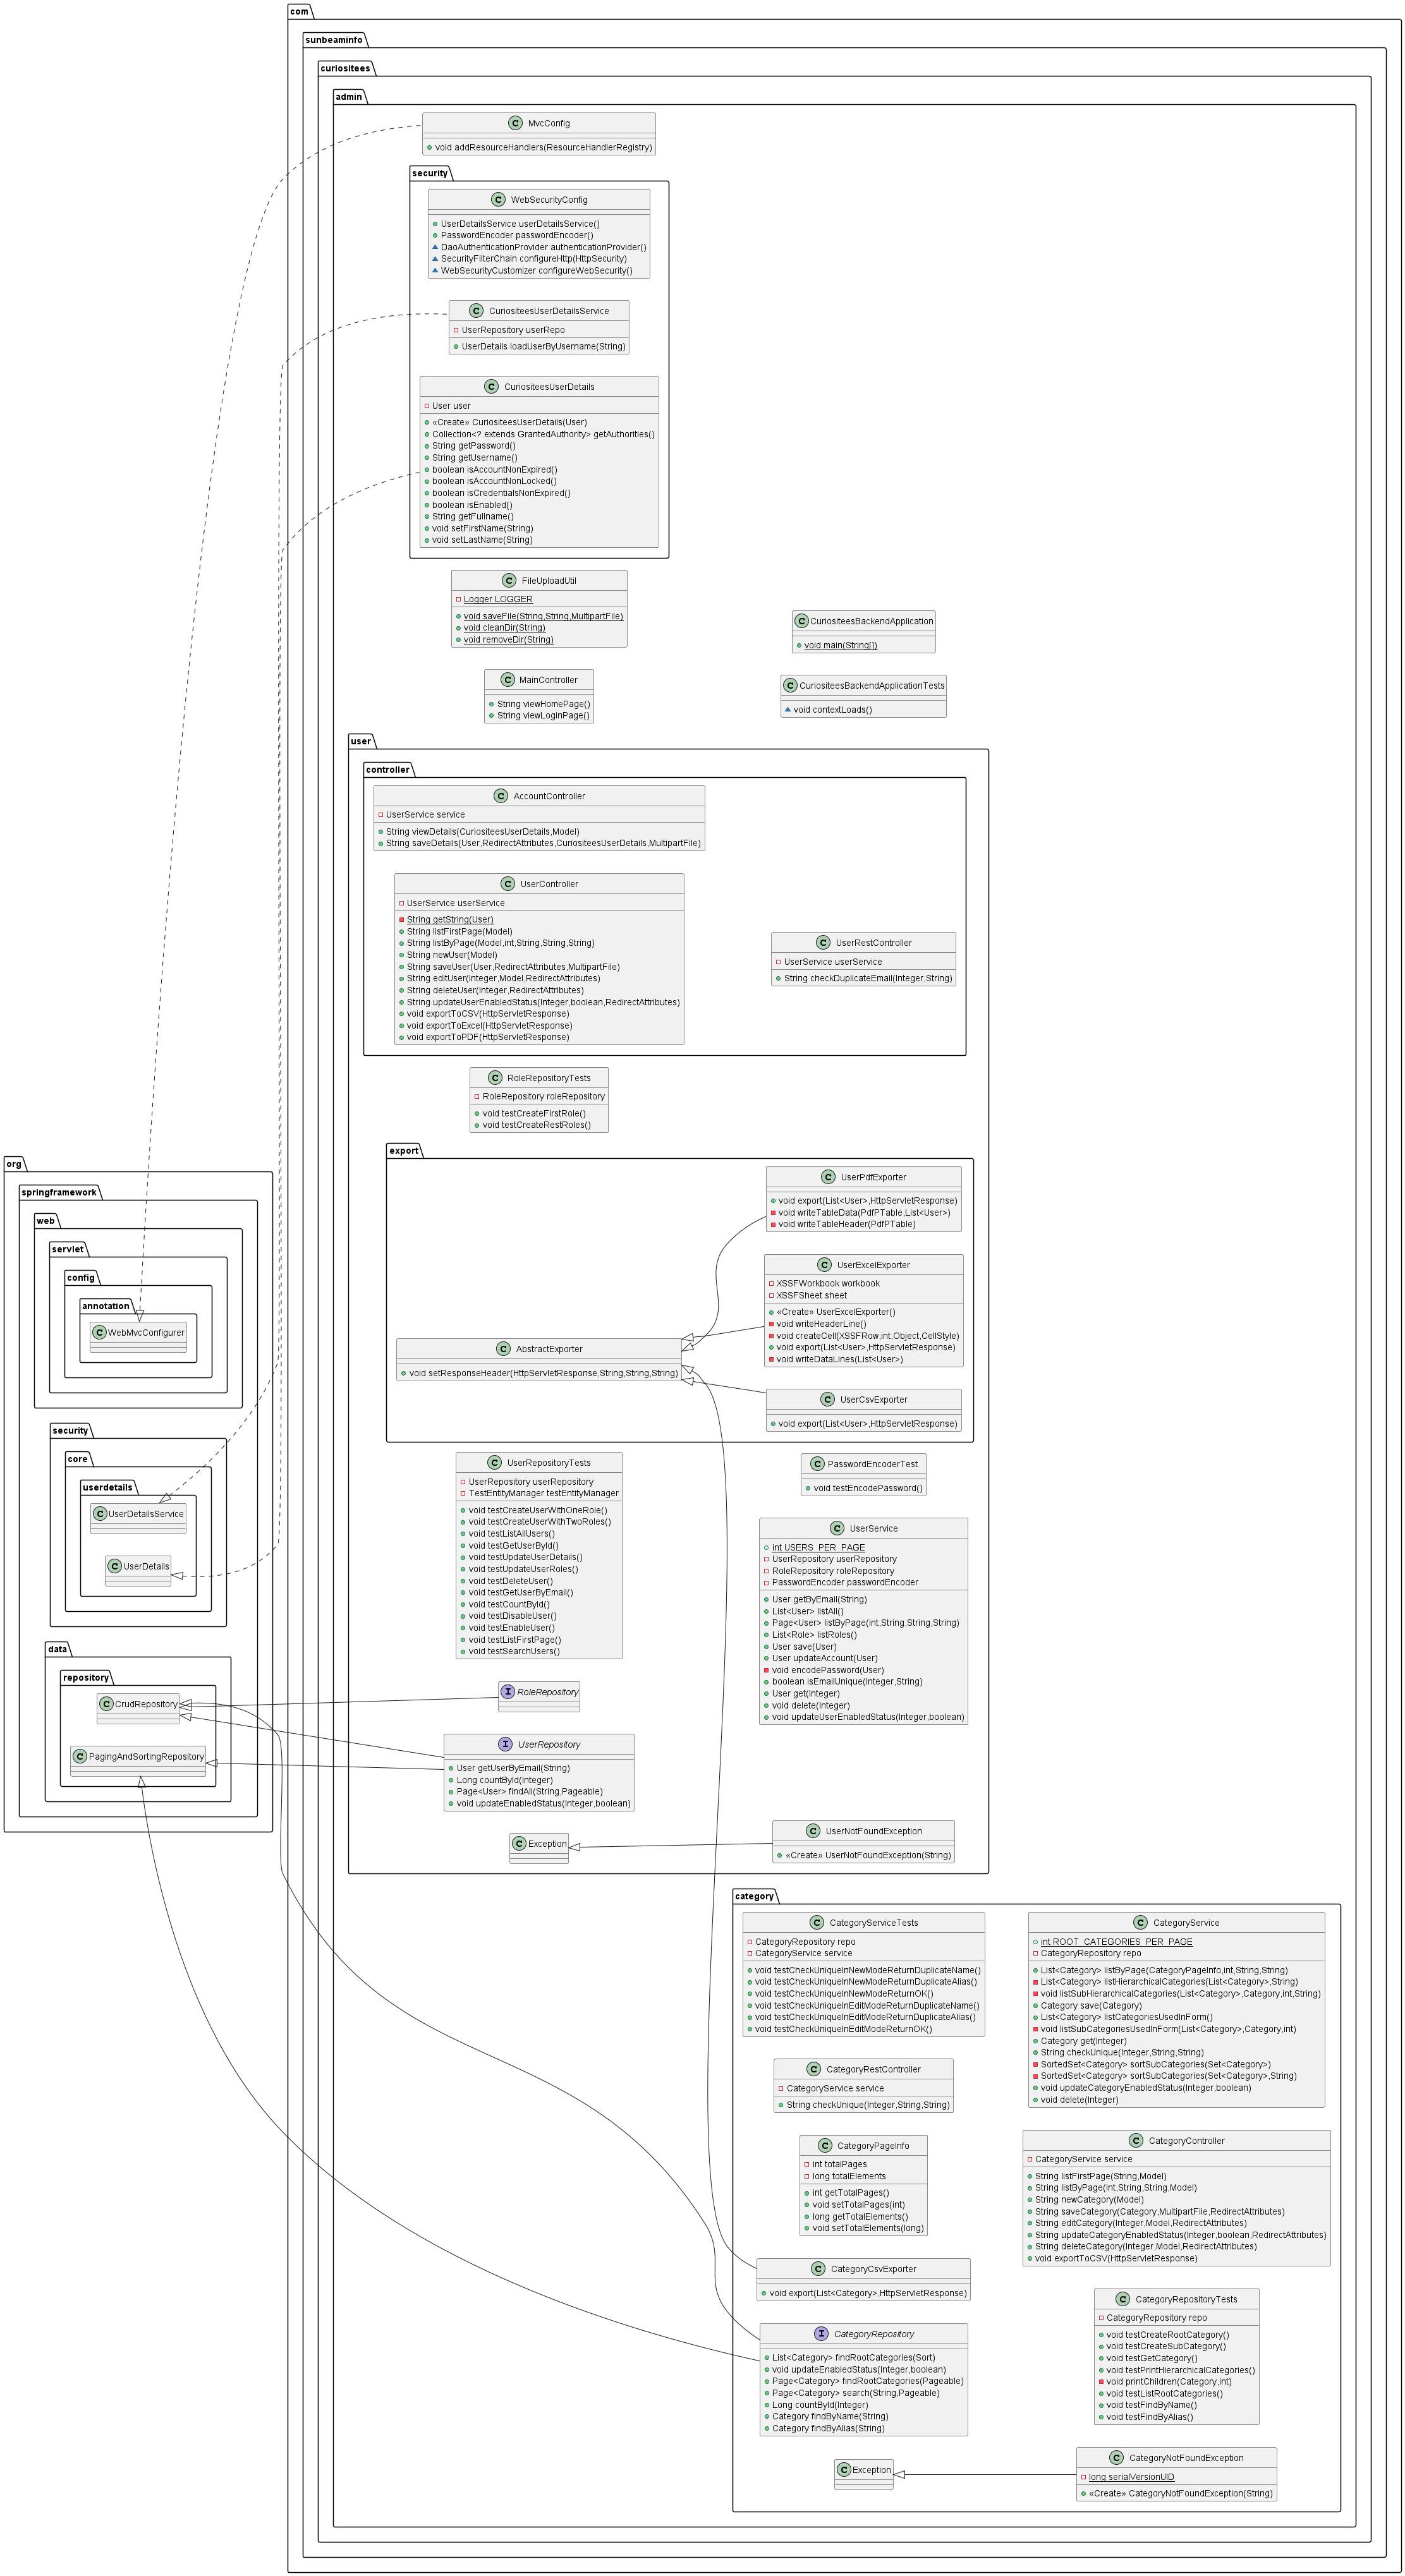 com
sunbeaminfo
curiositees
admin
MvcConfig
void addResourceHandlers(ResourceHandlerRegistry)
security
WebSecurityConfig
UserDetailsService userDetailsService()
PasswordEncoder passwordEncoder()
DaoAuthenticationProvider authenticationProvider()
SecurityFilterChain configureHttp(HttpSecurity)
WebSecurityCustomizer configureWebSecurity()
CuriositeesUserDetailsService
UserRepository userRepo
UserDetails loadUserByUsername(String)
CuriositeesUserDetails
User user
«Create» CuriositeesUserDetails(User)
Collection<? extends GrantedAuthority> getAuthorities()
String getPassword()
String getUsername()
boolean isAccountNonExpired()
boolean isAccountNonLocked()
boolean isCredentialsNonExpired()
boolean isEnabled()
String getFullname()
void setFirstName(String)
void setLastName(String)
FileUploadUtil
Logger LOGGER
void saveFile(String,String,MultipartFile)
void cleanDir(String)
void removeDir(String)
CuriositeesBackendApplication
void main(String[])
MainController
String viewHomePage()
String viewLoginPage()
CuriositeesBackendApplicationTests
void contextLoads()
user
controller
AccountController
UserService service
String viewDetails(CuriositeesUserDetails,Model)
String saveDetails(User,RedirectAttributes,CuriositeesUserDetails,MultipartFile)
UserController
UserService userService
String getString(User)
String listFirstPage(Model)
String listByPage(Model,int,String,String,String)
String newUser(Model)
String saveUser(User,RedirectAttributes,MultipartFile)
String editUser(Integer,Model,RedirectAttributes)
String deleteUser(Integer,RedirectAttributes)
String updateUserEnabledStatus(Integer,boolean,RedirectAttributes)
void exportToCSV(HttpServletResponse)
void exportToExcel(HttpServletResponse)
void exportToPDF(HttpServletResponse)
UserRestController
UserService userService
String checkDuplicateEmail(Integer,String)
RoleRepositoryTests
RoleRepository roleRepository
void testCreateFirstRole()
void testCreateRestRoles()
export
UserPdfExporter
void export(List<User>,HttpServletResponse)
void writeTableData(PdfPTable,List<User>)
void writeTableHeader(PdfPTable)
UserExcelExporter
XSSFWorkbook workbook
XSSFSheet sheet
«Create» UserExcelExporter()
void writeHeaderLine()
void createCell(XSSFRow,int,Object,CellStyle)
void export(List<User>,HttpServletResponse)
void writeDataLines(List<User>)
AbstractExporter
void setResponseHeader(HttpServletResponse,String,String,String)
UserCsvExporter
void export(List<User>,HttpServletResponse)
org
springframework
web
servlet
config
annotation
WebMvcConfigurer
security
core
userdetails
UserDetailsService
UserDetails
data
repository
CrudRepository
PagingAndSortingRepository
UserRepositoryTests
UserRepository userRepository
TestEntityManager testEntityManager
void testCreateUserWithOneRole()
void testCreateUserWithTwoRoles()
void testListAllUsers()
void testGetUserById()
void testUpdateUserDetails()
void testUpdateUserRoles()
void testDeleteUser()
void testGetUserByEmail()
void testCountById()
void testDisableUser()
void testEnableUser()
void testListFirstPage()
void testSearchUsers()
PasswordEncoderTest
void testEncodePassword()
UserService
int USERS_PER_PAGE
UserRepository userRepository
RoleRepository roleRepository
PasswordEncoder passwordEncoder
User getByEmail(String)
List<User> listAll()
Page<User> listByPage(int,String,String,String)
List<Role> listRoles()
User save(User)
User updateAccount(User)
void encodePassword(User)
boolean isEmailUnique(Integer,String)
User get(Integer)
void delete(Integer)
void updateUserEnabledStatus(Integer,boolean)
RoleRepository
UserRepository
User getUserByEmail(String)
Long countById(Integer)
Page<User> findAll(String,Pageable)
void updateEnabledStatus(Integer,boolean)
Exception
UserNotFoundException
«Create» UserNotFoundException(String)
category
CategoryServiceTests
CategoryRepository repo
CategoryService service
void testCheckUniqueInNewModeReturnDuplicateName()
void testCheckUniqueInNewModeReturnDuplicateAlias()
void testCheckUniqueInNewModeReturnOK()
void testCheckUniqueInEditModeReturnDuplicateName()
void testCheckUniqueInEditModeReturnDuplicateAlias()
void testCheckUniqueInEditModeReturnOK()
CategoryService
int ROOT_CATEGORIES_PER_PAGE
CategoryRepository repo
List<Category> listByPage(CategoryPageInfo,int,String,String)
List<Category> listHierarchicalCategories(List<Category>,String)
void listSubHierarchicalCategories(List<Category>,Category,int,String)
Category save(Category)
List<Category> listCategoriesUsedInForm()
void listSubCategoriesUsedInForm(List<Category>,Category,int)
Category get(Integer)
String checkUnique(Integer,String,String)
SortedSet<Category> sortSubCategories(Set<Category>)
SortedSet<Category> sortSubCategories(Set<Category>,String)
void updateCategoryEnabledStatus(Integer,boolean)
void delete(Integer)
CategoryRestController
CategoryService service
String checkUnique(Integer,String,String)
CategoryPageInfo
int totalPages
long totalElements
int getTotalPages()
void setTotalPages(int)
long getTotalElements()
void setTotalElements(long)
CategoryController
CategoryService service
String listFirstPage(String,Model)
String listByPage(int,String,String,Model)
String newCategory(Model)
String saveCategory(Category,MultipartFile,RedirectAttributes)
String editCategory(Integer,Model,RedirectAttributes)
String updateCategoryEnabledStatus(Integer,boolean,RedirectAttributes)
String deleteCategory(Integer,Model,RedirectAttributes)
void exportToCSV(HttpServletResponse)
CategoryCsvExporter
void export(List<Category>,HttpServletResponse)
CategoryRepository
List<Category> findRootCategories(Sort)
void updateEnabledStatus(Integer,boolean)
Page<Category> findRootCategories(Pageable)
Page<Category> search(String,Pageable)
Long countById(Integer)
Category findByName(String)
Category findByAlias(String)
CategoryRepositoryTests
CategoryRepository repo
void testCreateRootCategory()
void testCreateSubCategory()
void testGetCategory()
void testPrintHierarchicalCategories()
void printChildren(Category,int)
void testListRootCategories()
void testFindByName()
void testFindByAlias()
Exception
CategoryNotFoundException
long serialVersionUID
«Create» CategoryNotFoundException(String)